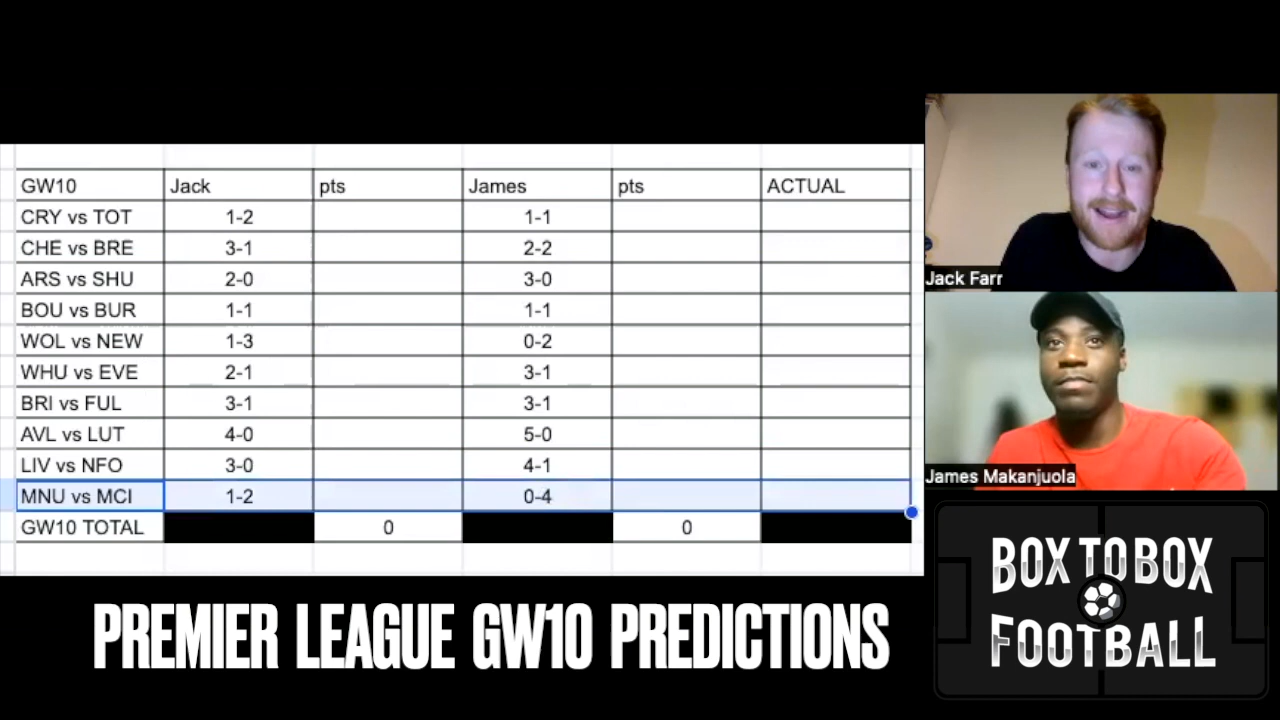 GW10 Jack pts James pts ACTUAL
CRY vs TOT 1-2 1-1
CHE vs BRE 3-1 2-2
ARS vs SHU 2-0 3-0
BOU vs BUR 1-1 1-1
WOL vs NEW 1-3 0-2
WHU vs EVE 2-1 3-1
BRI vs FUL 3-1 3-1
AVL vs LUT 4-0 5-0
LIV vs NFO 3-0 4-1
MNU vs MCI 1-2 0-4
GW10 TOTAL 0 0
PREMIER LEAGUE GW10 PREDICTIONS
Jack Farr
James Makanjuola
BOX TO BOX
FOOTBALL